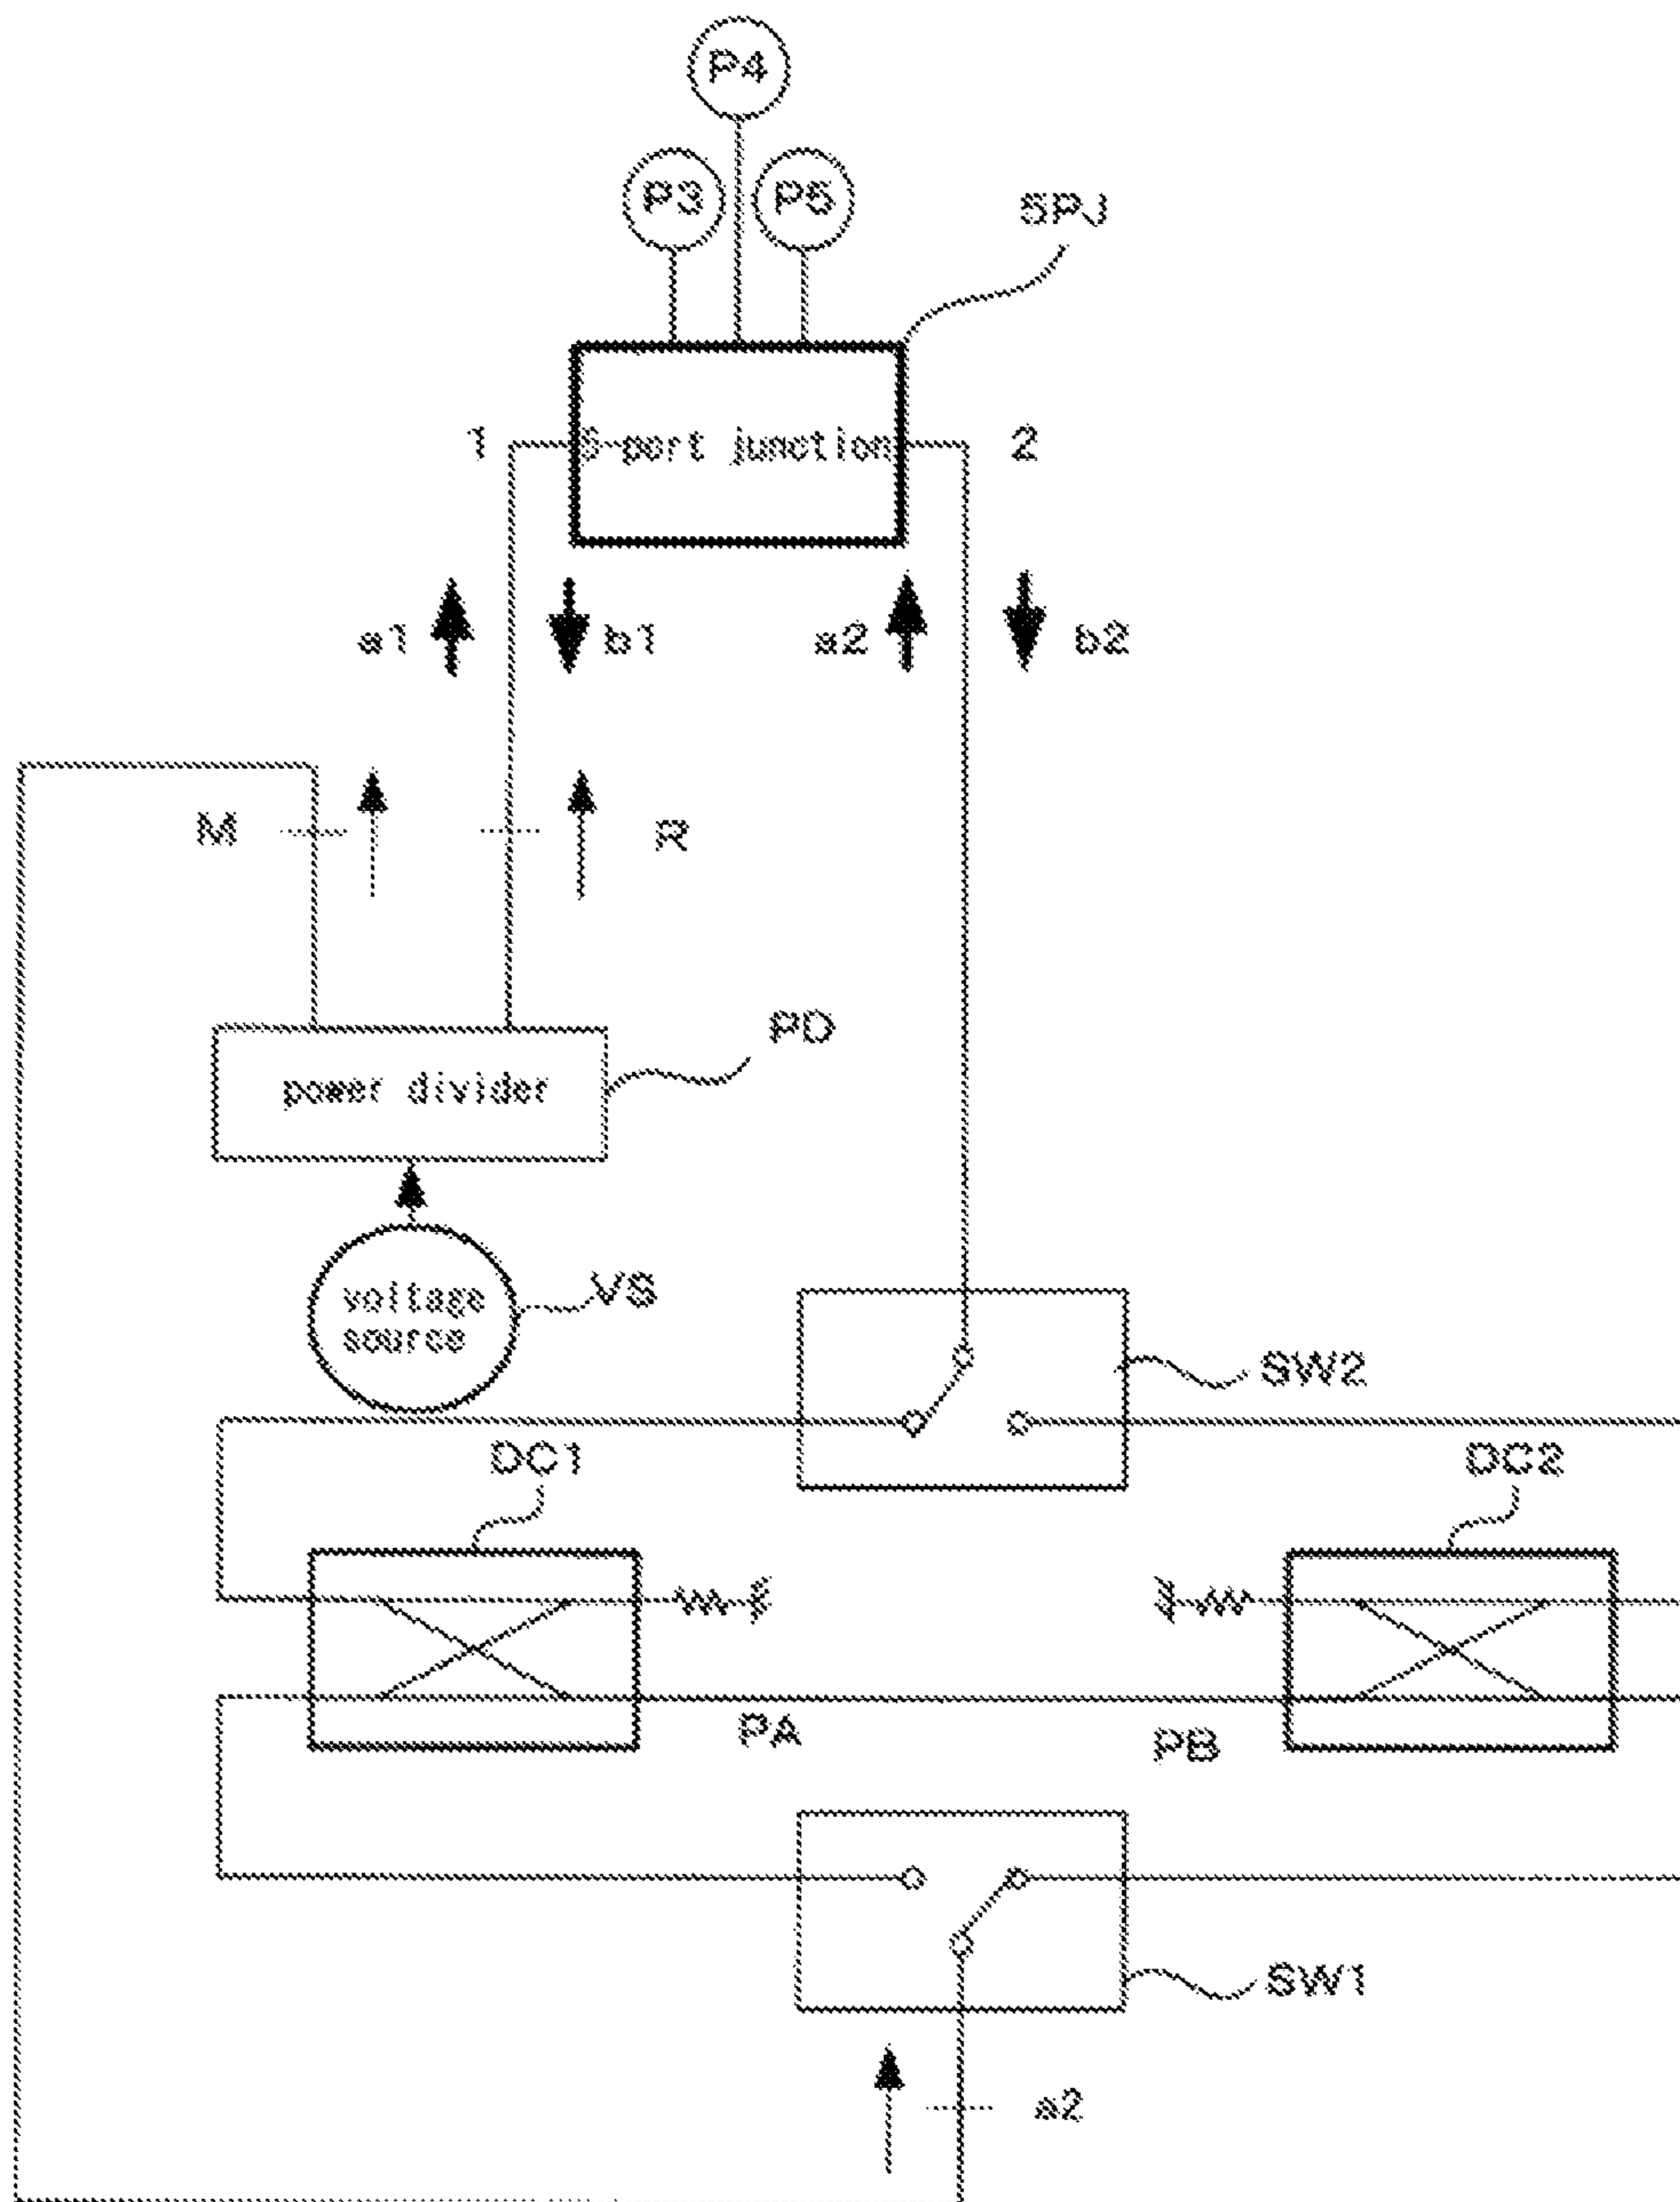 P4
P3
P5
5PJ
1
5-port junction
2
a1
b1
a2
b2
M
R
PD
power divider
voltage
source
VS
SW2
DC1
DC2
PA
PB
SW1
a2